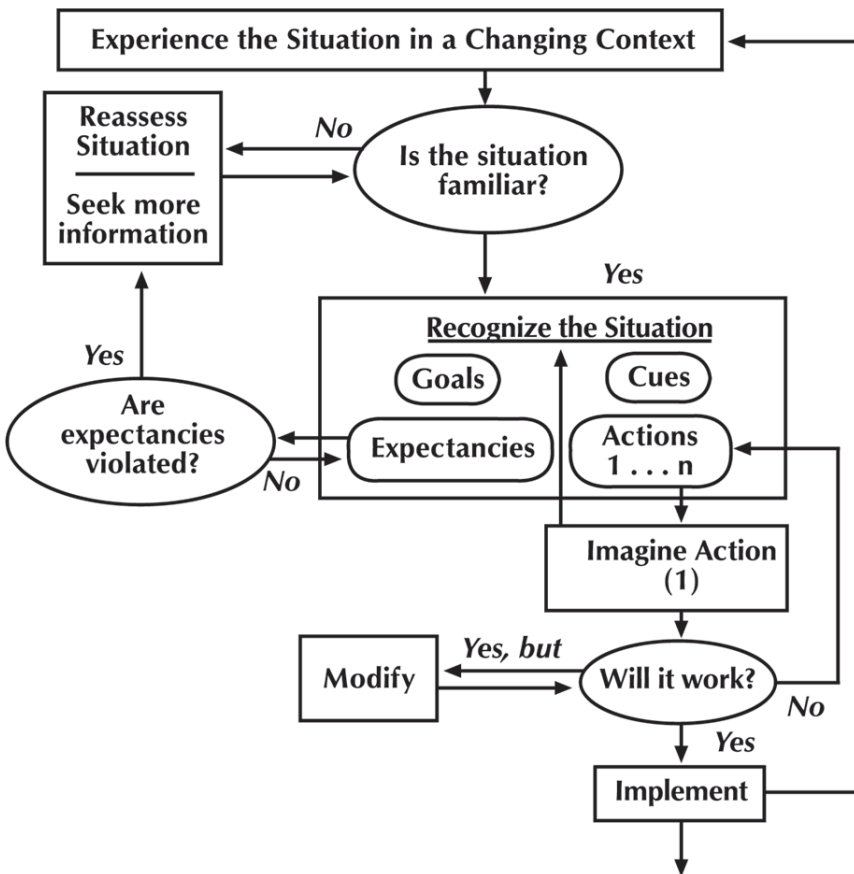 Experience the Situation in a Changing Context
Reassess
Situation
Seek more
information
No
Is the situation
familiar?
Yes
Recognize the Situation
Goals
Cues
Expectancies
Actions
1 . . . n
Yes
Are
expectancies
violated?
No
Imagine Action
(1)
Yes, but
Modify
Will it work?
No
Yes
Implement